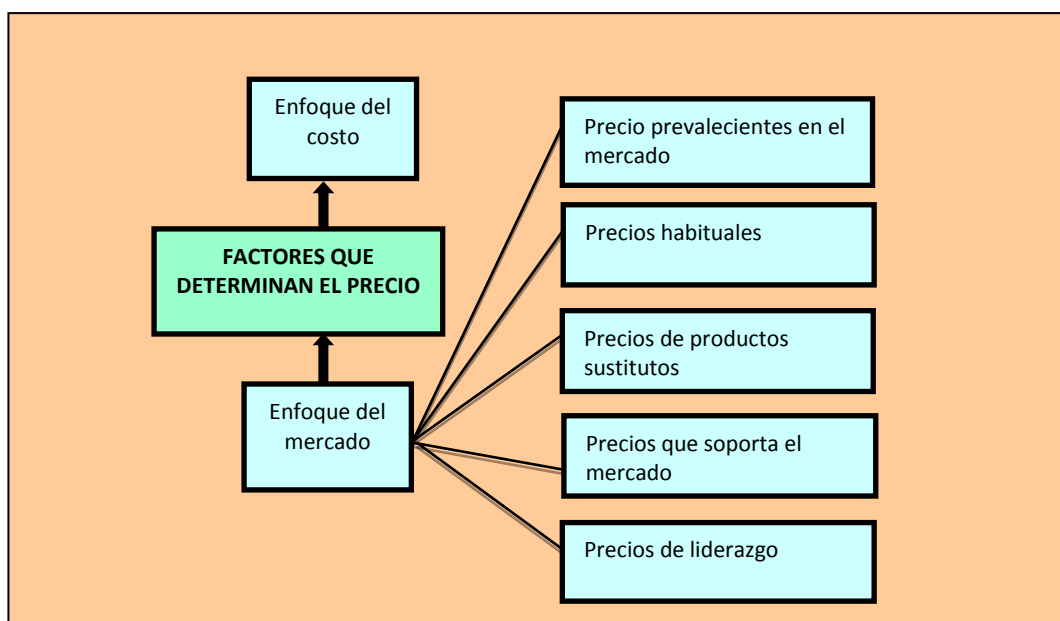 Enfoque del
costo
FACTORES QUE
DETERMINAN EL PRECIO
Enfoque del
mercado
Precio prevalecientes en el
mercado
Precios habituales
Precios de productos
sustitutos
Precios que soporta el
mercado
Precios de liderazgo